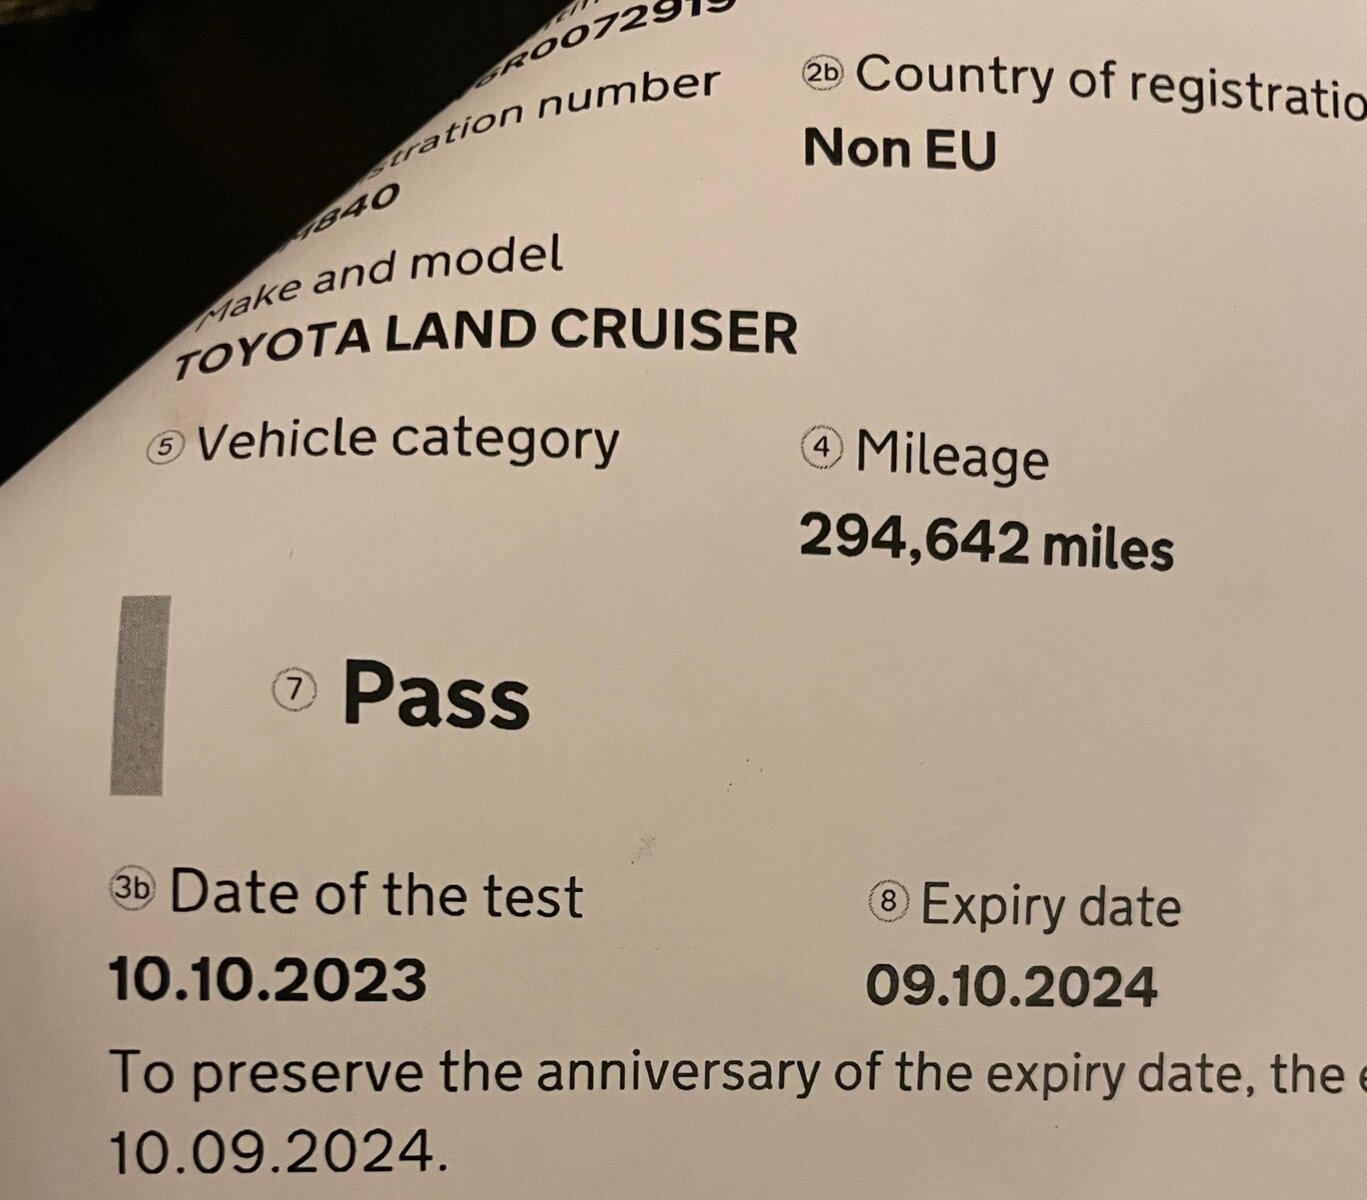 R0072919
stration number
2b Country of registratio
840
Non EU
Make and model
TOYOTA LAND CRUISER
5 Vehicle category
4 Mileage
294,642 miles
7 Pass
3b Date of the test
8 Expiry date
10.10.2023
09.10.2024
To preserve the anniversary of the expiry date, the
10.09.2024.